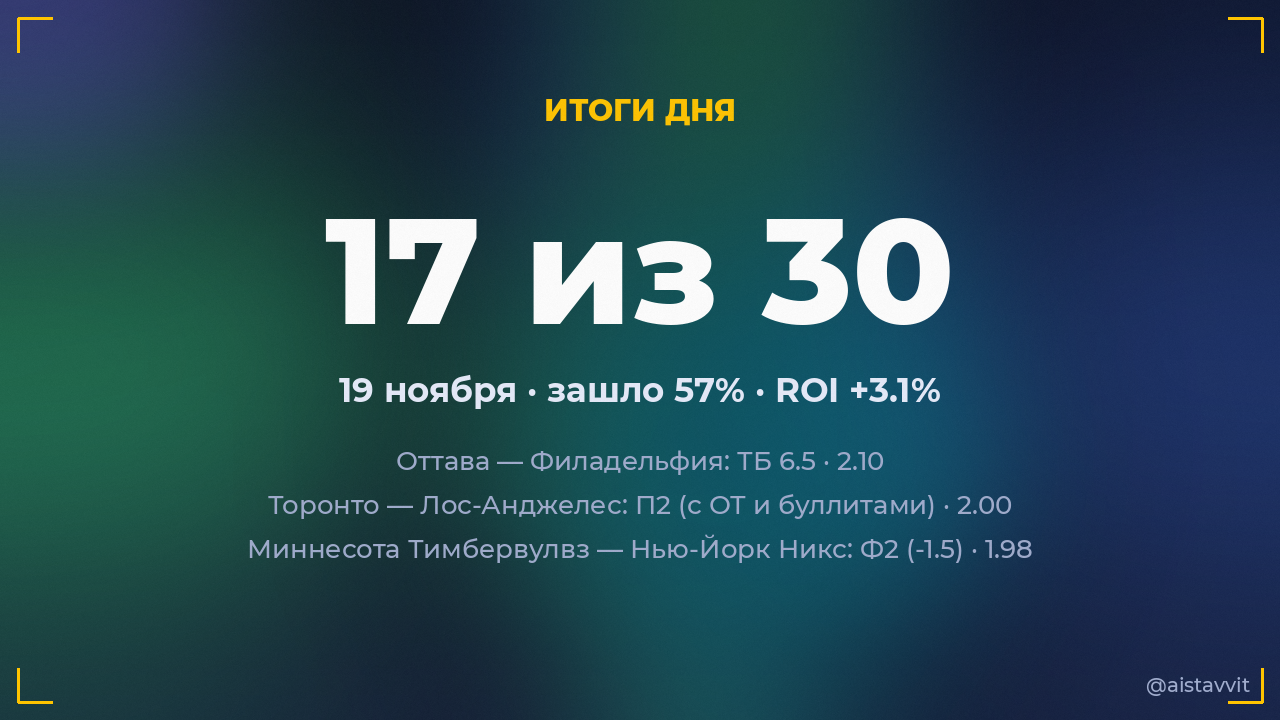 ИТОГИ ДНЯ
17 из 30
19 ноября · зашло 57% · ROI +3.1%
Оттава — Филадельфия: ТБ 6.5 · 2.10
Торонто — Лос-Анджелес: П2 (с ОТ и буллитами) · 2.00
Миннесота Тимбервулвз — Нью-Йорк Никс: Ф2 (-1.5) · 1.98
@aistavvit